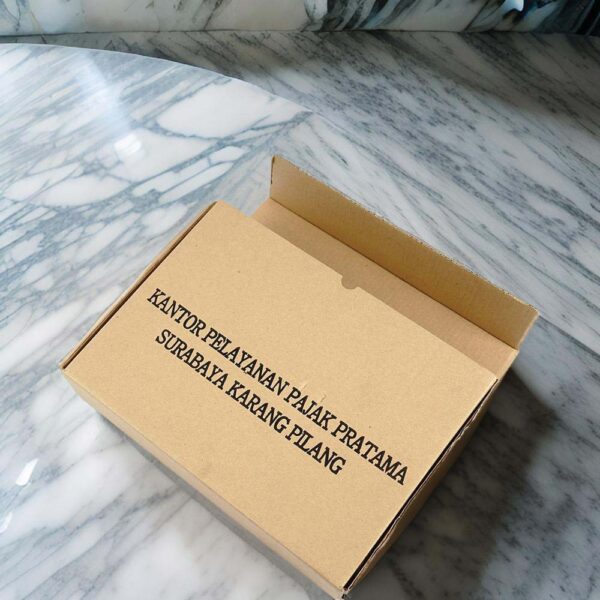 KANTOR PELAYANAN PAJAK PRATAMA
SURABAYA KARANG PILANG